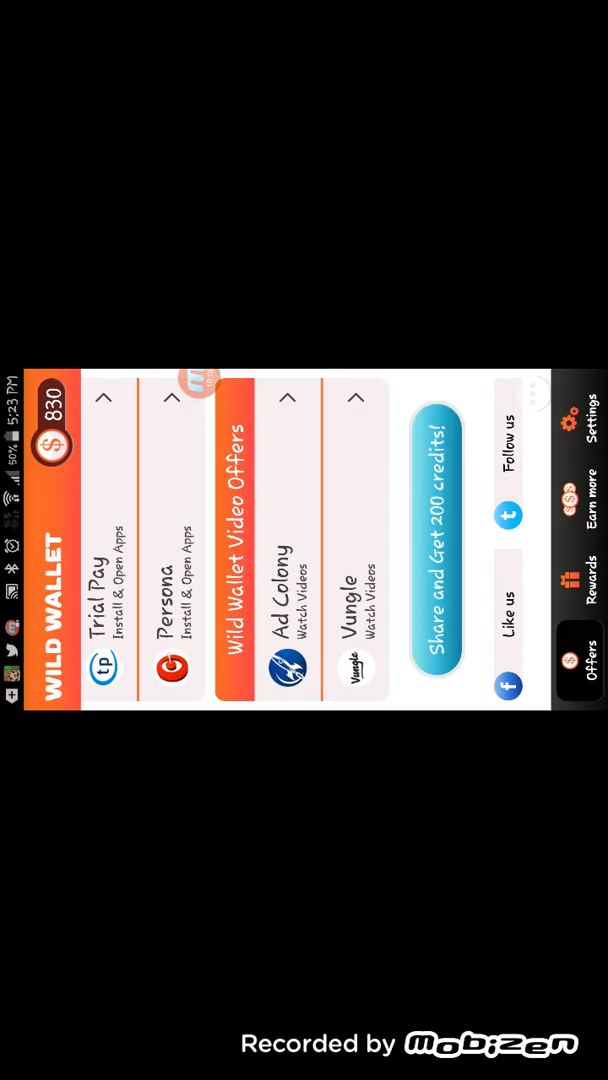 50% 5:23 PM
WILD WALLET
830
tp
Trial Pay
Install & Open Apps
Persona
Install & Open Apps
Wild Wallet Video Offers
Ad Colony
Watch Videos
Vungle
Vungle
Watch Videos
Share and Get 200 credits!
f
Like us
t
Follow us
Offers
Rewards
Earn more
Settings
Recorded by mobizen